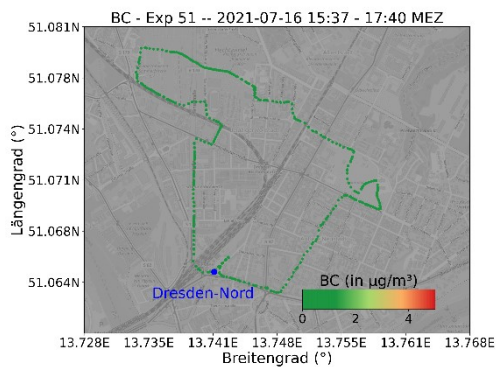 BC - Exp 51 -- 2021-07-16 15:37 - 17:40 MEZ
51.081N
51.078N
51.074N
51.071N
51.068N
51.064N
Längengrad (°)
Dresden-Nord
BC (in µg/m³)
0 2 4
13.728E 13.735E 13.741E 13.748E 13.755E 13.761E 13.768E
Breitengrad (°)